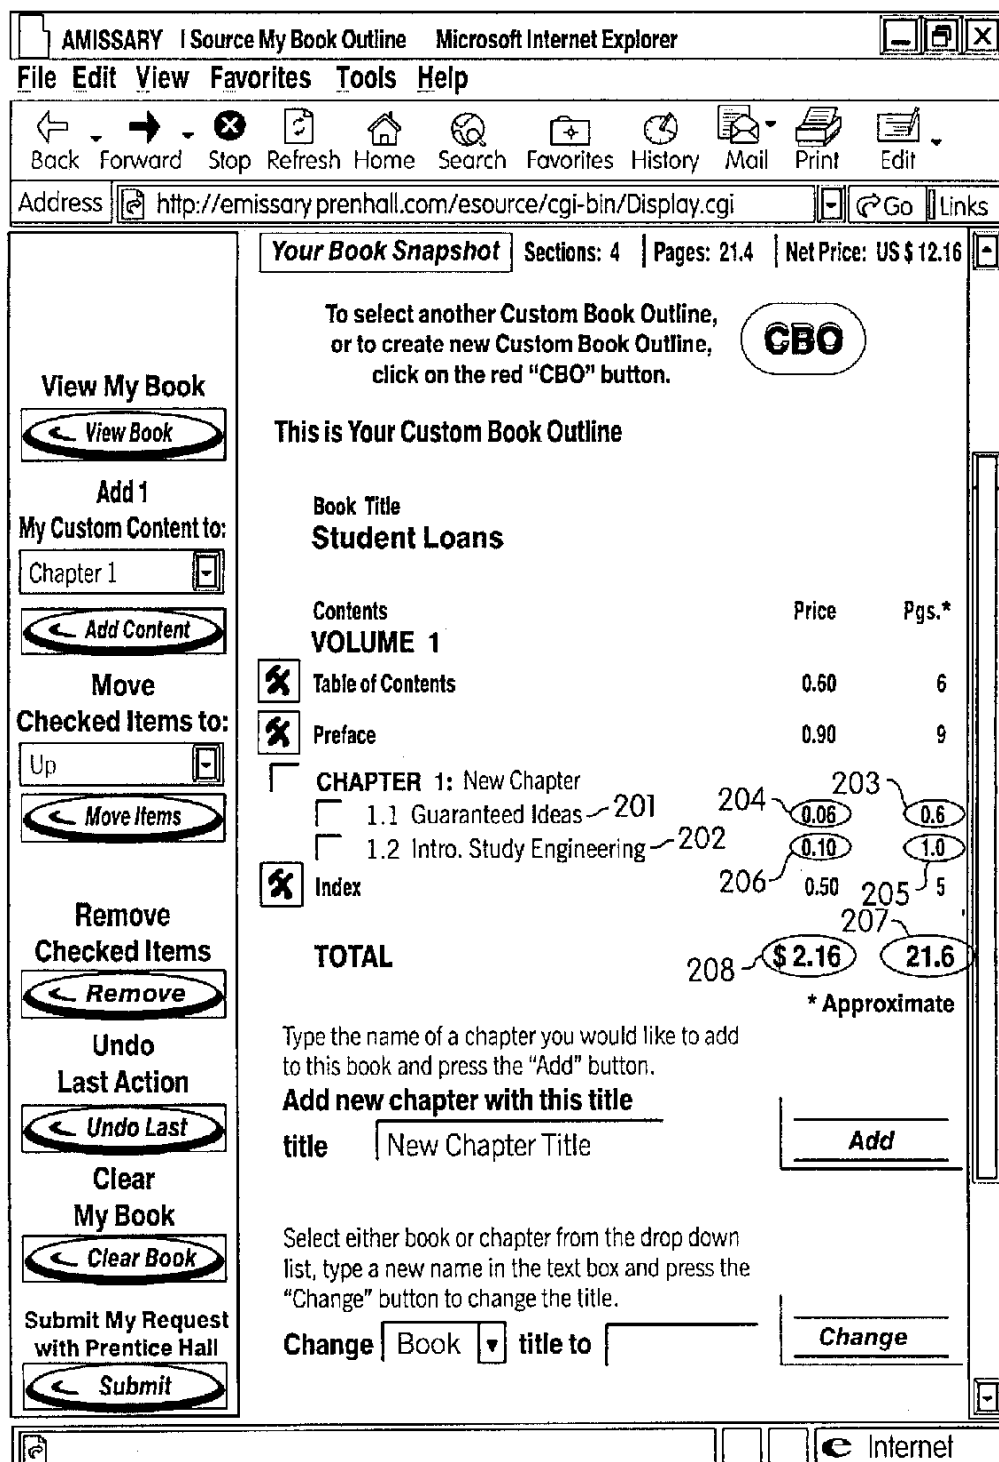 AMISSARY I Source My Book Outline Microsoft Internet Explorer
File Edit View Favorites Tools Help
Back Forward Stop Refresh Home Search Favorites History Mail Print Edit
Address http://emissary prenhall.com/esource/cgi-bin/Display.cgi Go Links
Your Book Snapshot Sections: 4 Pages: 21.4 Net Price: US $ 12.16
To select another Custom Book Outline,
or to create new Custom Book Outline,
click on the red “CBO” button.
CBO
View My Book
View Book
This is Your Custom Book Outline
Add 1
My Custom Content to:
Chapter 1
Add Content
Book Title
Student Loans
Contents Price Pgs.*
VOLUME 1
Move
Checked Items to:
Up
Move Items
Table of Contents 0.60 6
Preface 0.90 9
CHAPTER 1: New Chapter 203
1.1 Guaranteed Ideas 201 204 0.06 0.6
1.2 Intro. Study Engineering 202 0.10 1.0
Index 206 0.50 205 5
207
TOTAL 208 $ 2.16 21.6
* Approximate
Remove
Checked Items
Remove
Undo
Last Action
Undo Last
Clear
My Book
Clear Book
Submit My Request
with Prentice Hall
Submit
Type the name of a chapter you would like to add
to this book and press the “Add” button.
Add new chapter with this title
title New Chapter Title Add
Select either book or chapter from the drop down
list, type a new name in the text box and press the
“Change” button to change the title.
Change Book title to Change
e Internet